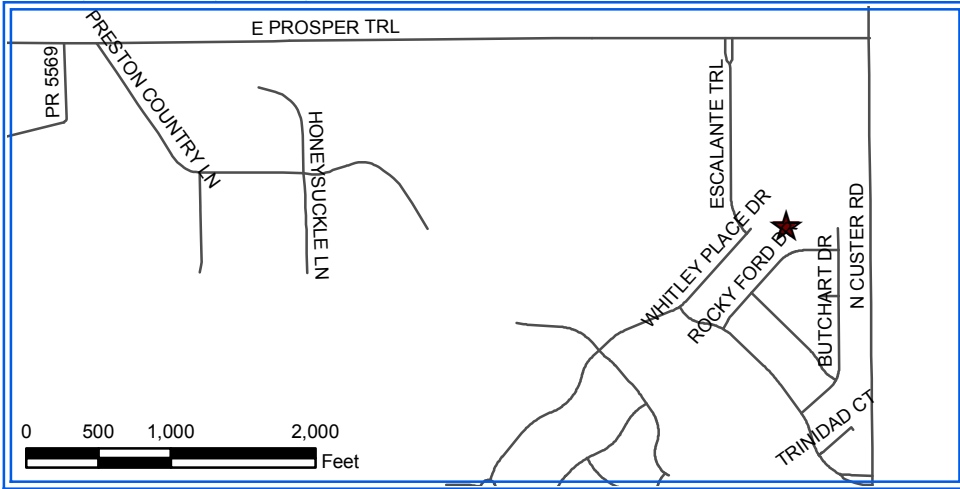 E PROSPER TRL
PR 5569
PRESTON COUNTRY LN
HONEYSUCKLE LN
ESCALANTE TRL
WHITLEY PLACE DR
ROCKY FORD DR
BUTCHART DR
N CUSTER RD
TRINIDAD CT
0 500 1,000 2,000
Feet